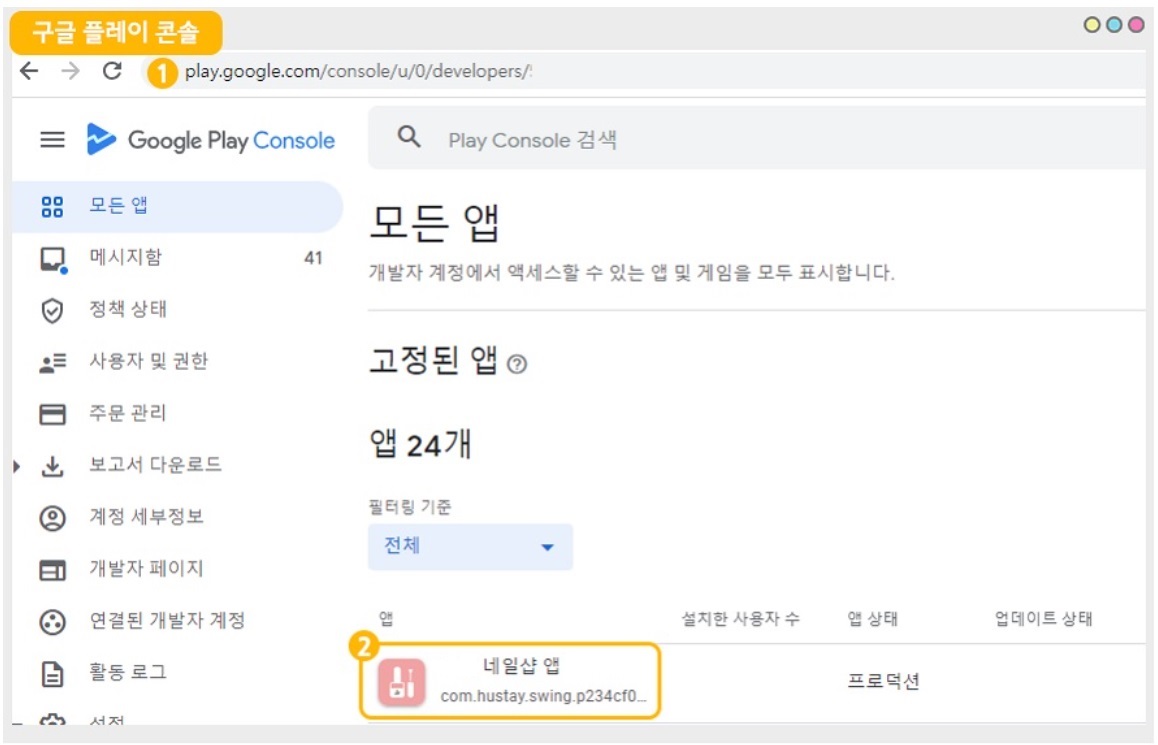 구글 플레이 콘솔
1 play.google.com/console/u/0/developers/
Google Play Console
Play Console 검색
모든 앱
메시지함 41
정책 상태
사용자 및 권한
주문 관리
보고서 다운로드
계정 세부정보
개발자 페이지
연결된 개발자 계정
활동 로그
설정
모든 앱
개발자 계정에서 액세스할 수 있는 앱 및 게임을 모두 표시합니다.
고정된 앱 ?
앱 24개
필터링 기준
전체
앱 설치한 사용자 수 앱 상태 업데이트 상태
2
네일샵 앱
com.hustay.swing.p234cf0...
프로덕션